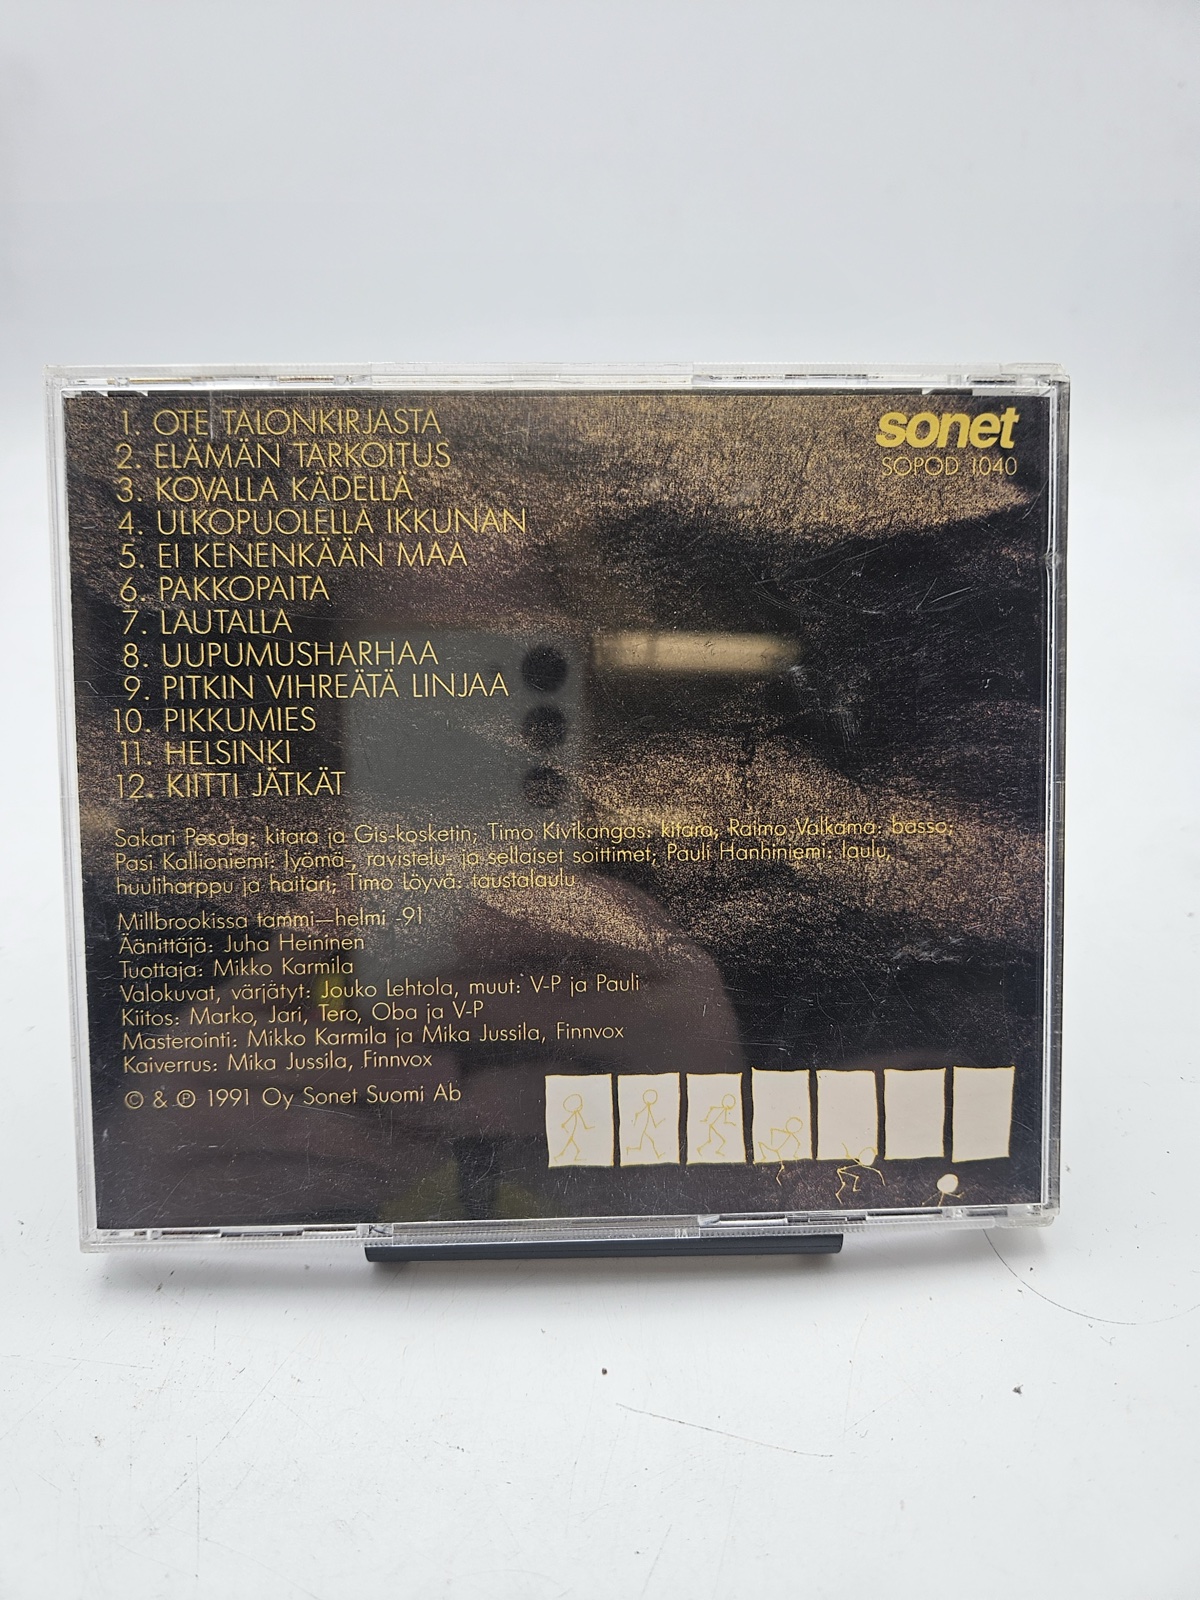 1. OTE TALONKIRJASTA
2. ELÄMÄN TARKOITUS
3. KOVALLA KÄDELLÄ
4. ULKOPUOLELLA IKKUNAN
5. EI KENENKÄÄN MAA
6. PAKKOPAITA
7. LAUTALLA
8. UUPUMUSHARHAA
9. PITKIN VIHREÄTÄ LINJAA
10. PIKKUMIES
11. HELSINKI
12. KIITTI JÄTKÄT
sonet
SOPOD 1040
Sakari Pesola: kitara ja Gis-kosketin; Timo Kivikangas: kitara; Raimo Valkama: basso;
Pasi Kallioniemi: lyömä-, ravistelu- ja sellaiset soittimet; Pauli Hanhiniemi: laulu,
huuliharppu ja haitari; Timo Löyvä: taustalaulu
Millbrookissa tammi—helmi -91
Äänittäjä: Juha Heininen
Tuottaja: Mikko Karmila
Valokuvat, värjätyt: Jouko Lehtola, muut: V-P ja Pauli
Kiitos: Marko, Jari, Tero, Oba ja V-P
Masterointi: Mikko Karmila ja Mika Jussila, Finnvox
Kaiverrus: Mika Jussila, Finnvox
© & ℗ 1991 Oy Sonet Suomi Ab